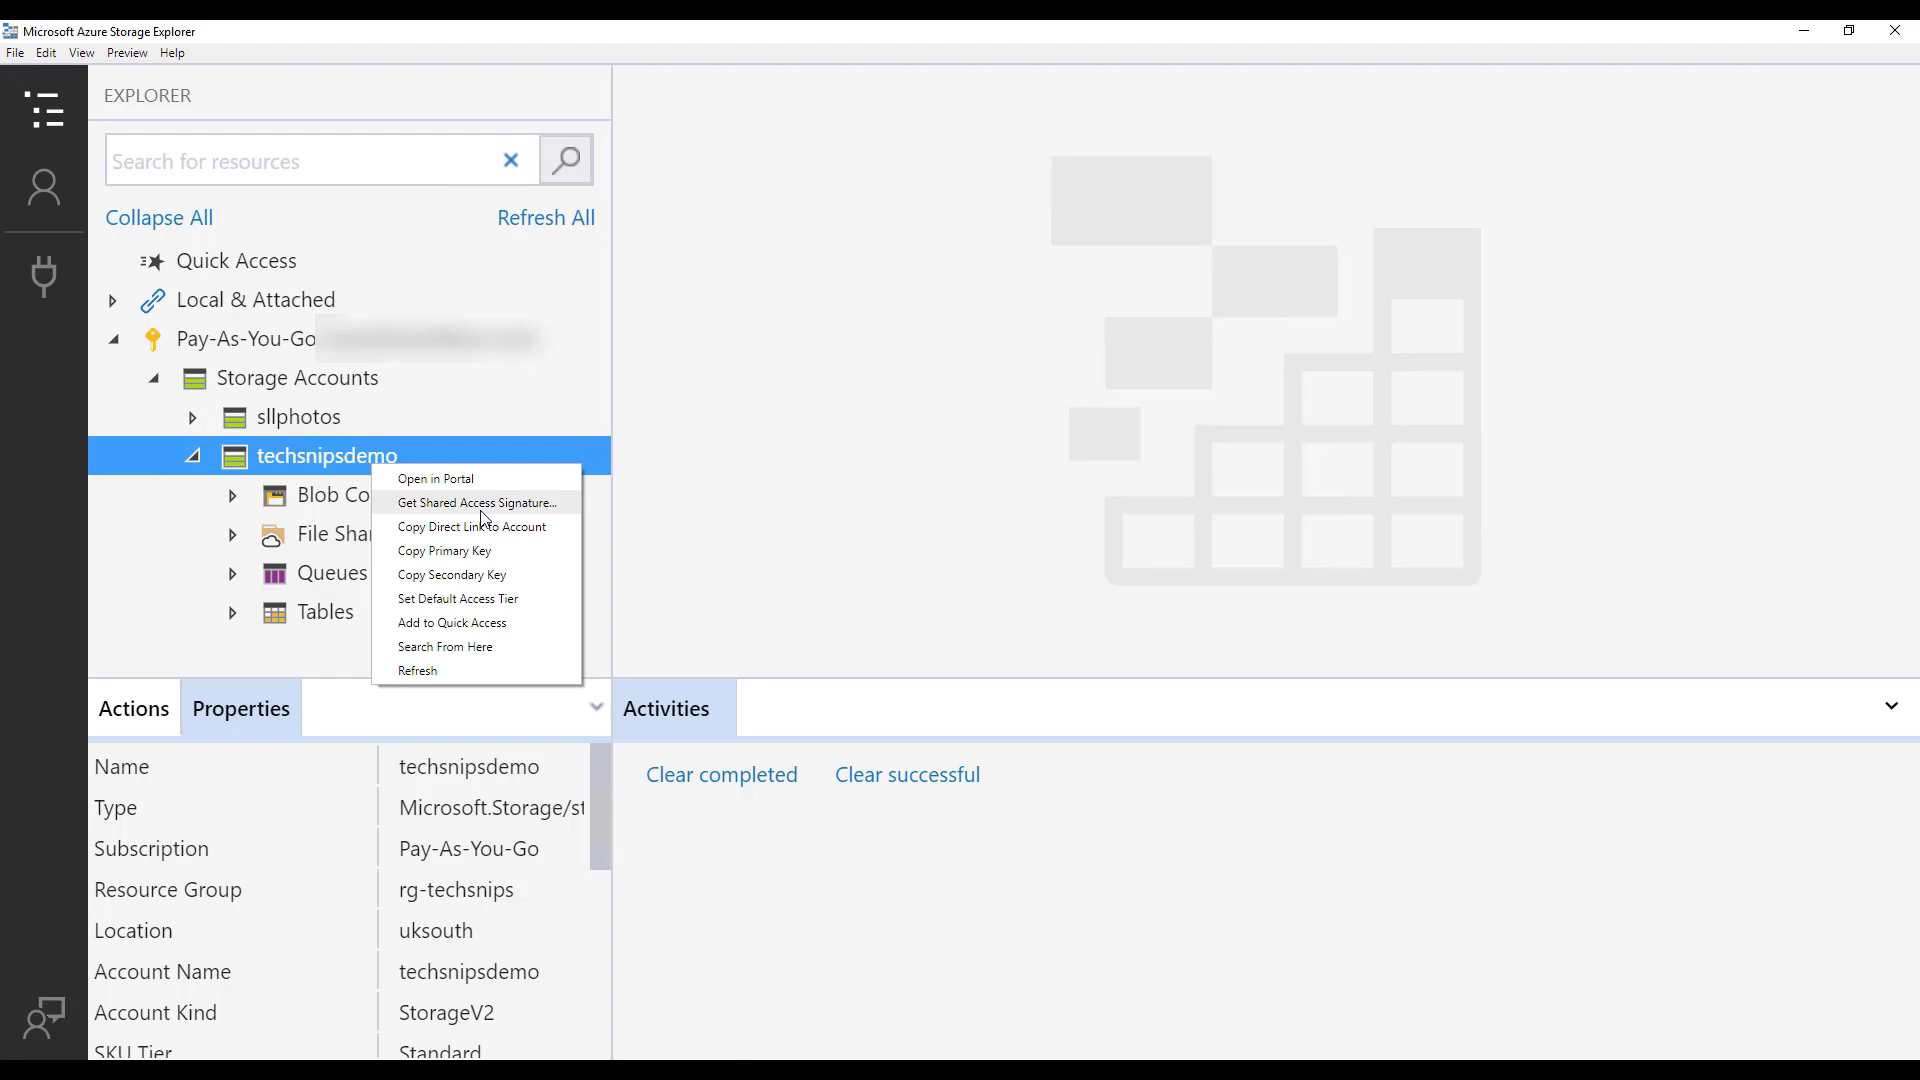 Microsoft Azure Storage Explorer
File Edit View Preview Help
EXPLORER
Search for resources
Collapse All Refresh All
Quick Access
Local & Attached
Pay-As-You-Go
Storage Accounts
sllphotos
techsnipsdemo
Blob Co
File Shar
Queues
Tables
Open in Portal
Get Shared Access Signature...
Copy Direct Link to Account
Copy Primary Key
Copy Secondary Key
Set Default Access Tier
Add to Quick Access
Search From Here
Refresh
Actions Properties
Name techsnipsdemo
Type Microsoft.Storage/st
Subscription Pay-As-You-Go
Resource Group rg-techsnips
Location uksouth
Account Name techsnipsdemo
Account Kind StorageV2
SKU Tier Standard
Activities
Clear completed Clear successful